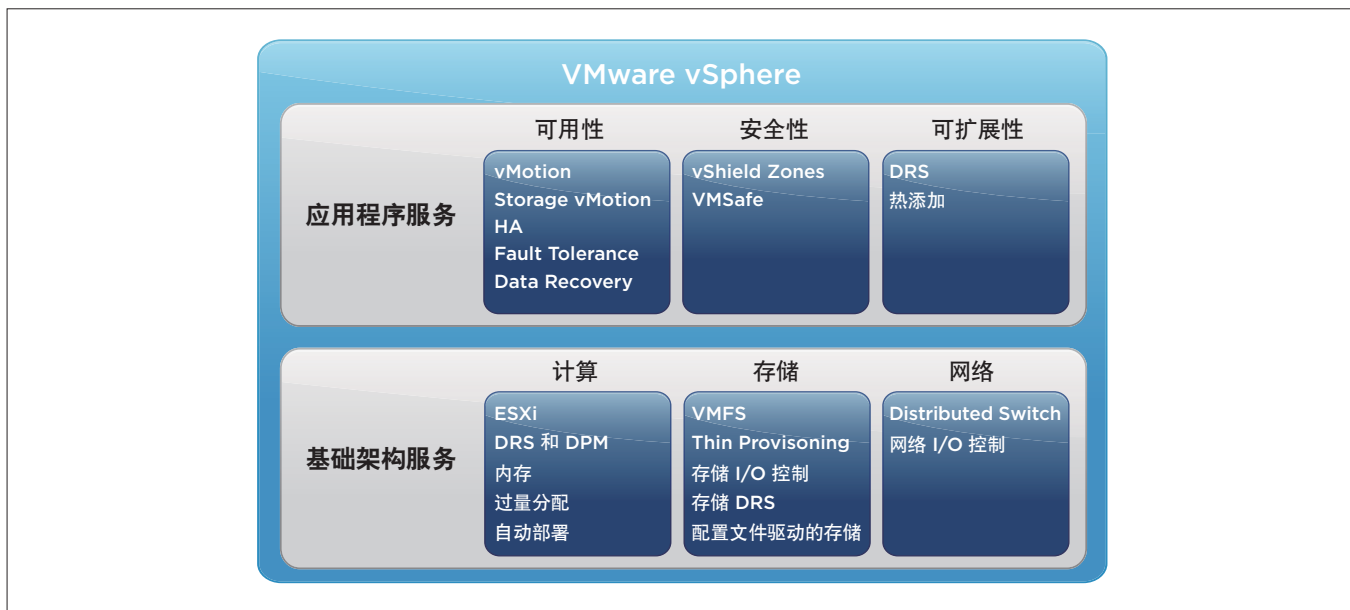 VMware vSphere
可用性
安全性
可扩展性
应用程序服务
vMotion
Storage vMotion
HA
Fault Tolerance
Data Recovery
vShield Zones
VMSafe
DRS
热添加
计算
存储
网络
基础架构服务
ESXi
DRS 和 DPM
内存
过量分配
自动部署
VMFS
Thin Provisoning
存储 I/O 控制
存储 DRS
配置文件驱动的存储
Distributed Switch
网络 I/O 控制